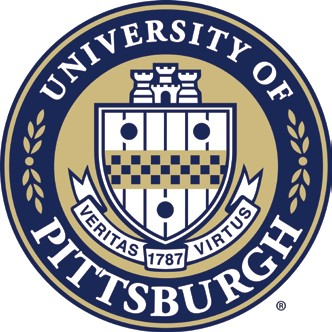 UNIVERSITY OF
PITTSBURGH
VERITAS 1787 VIRTUS
®